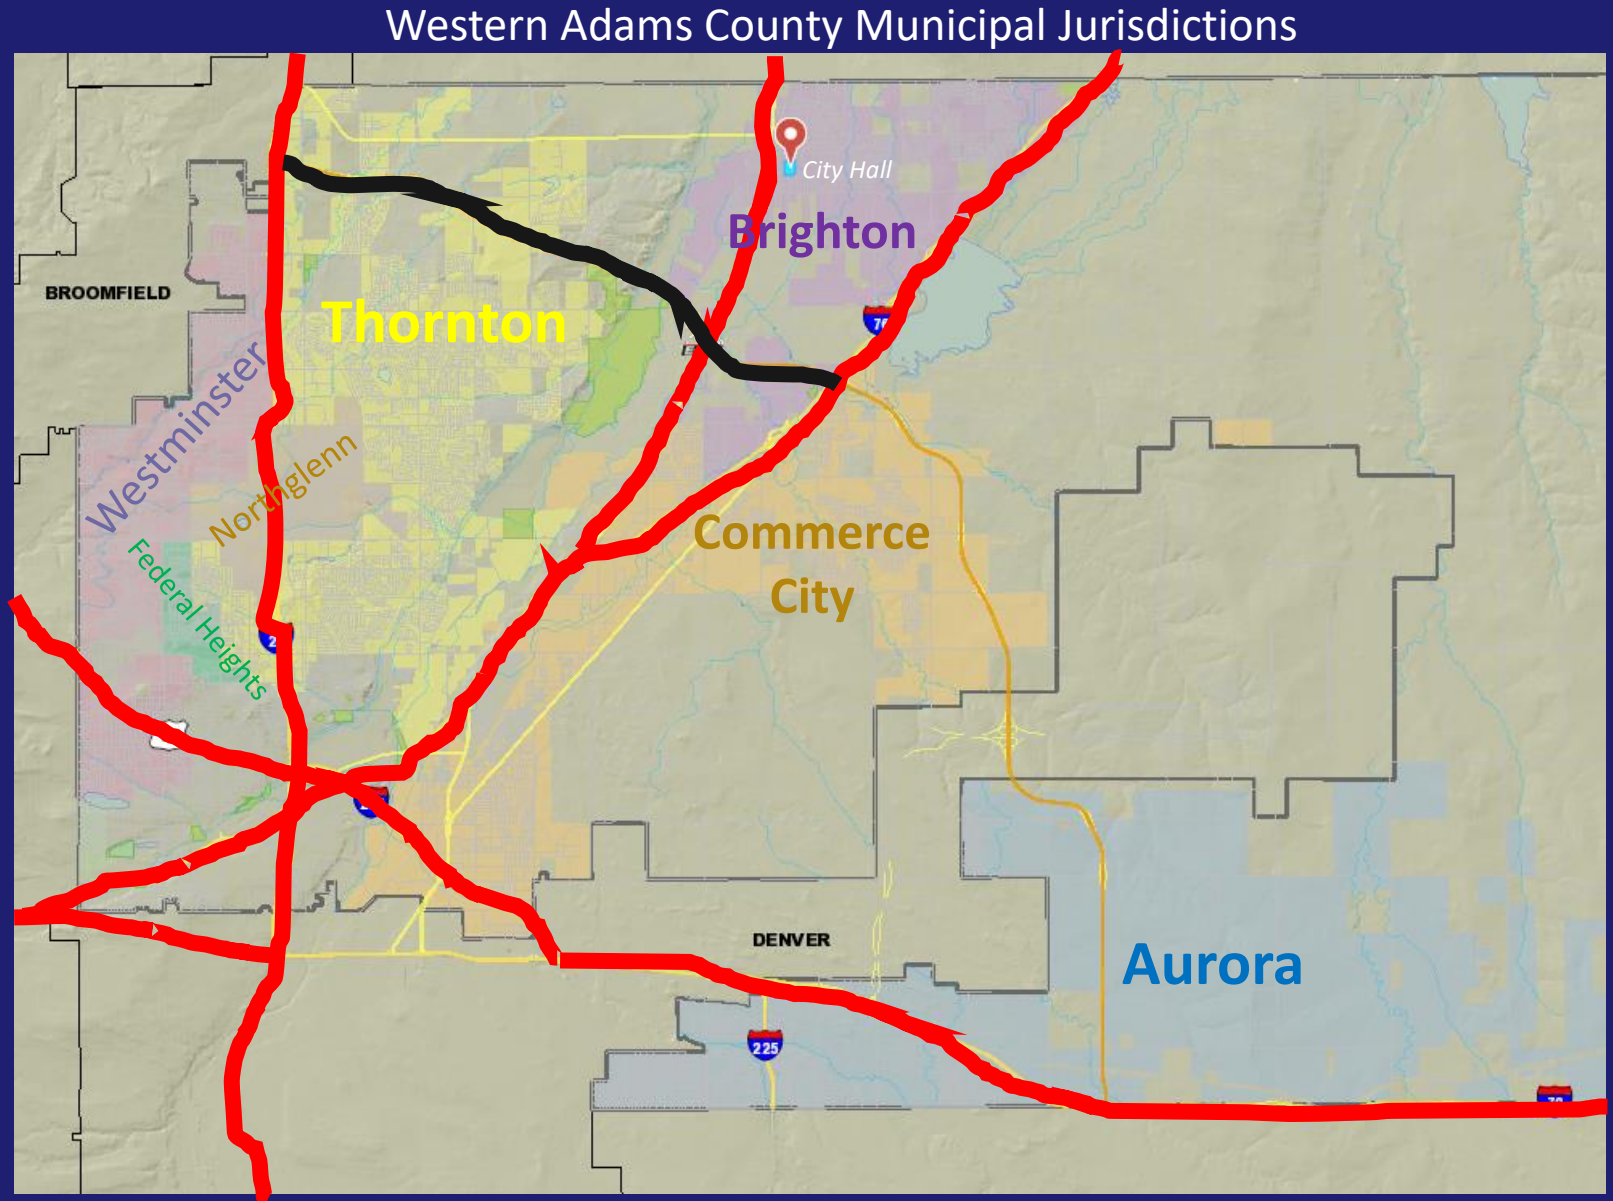 Western Adams County Municipal Jurisdictions
City Hall
Brighton
BROOMFIELD
Thornton
Westminster
Northglenn
Commerce
City
Federal Heights
DENVER
Aurora
225